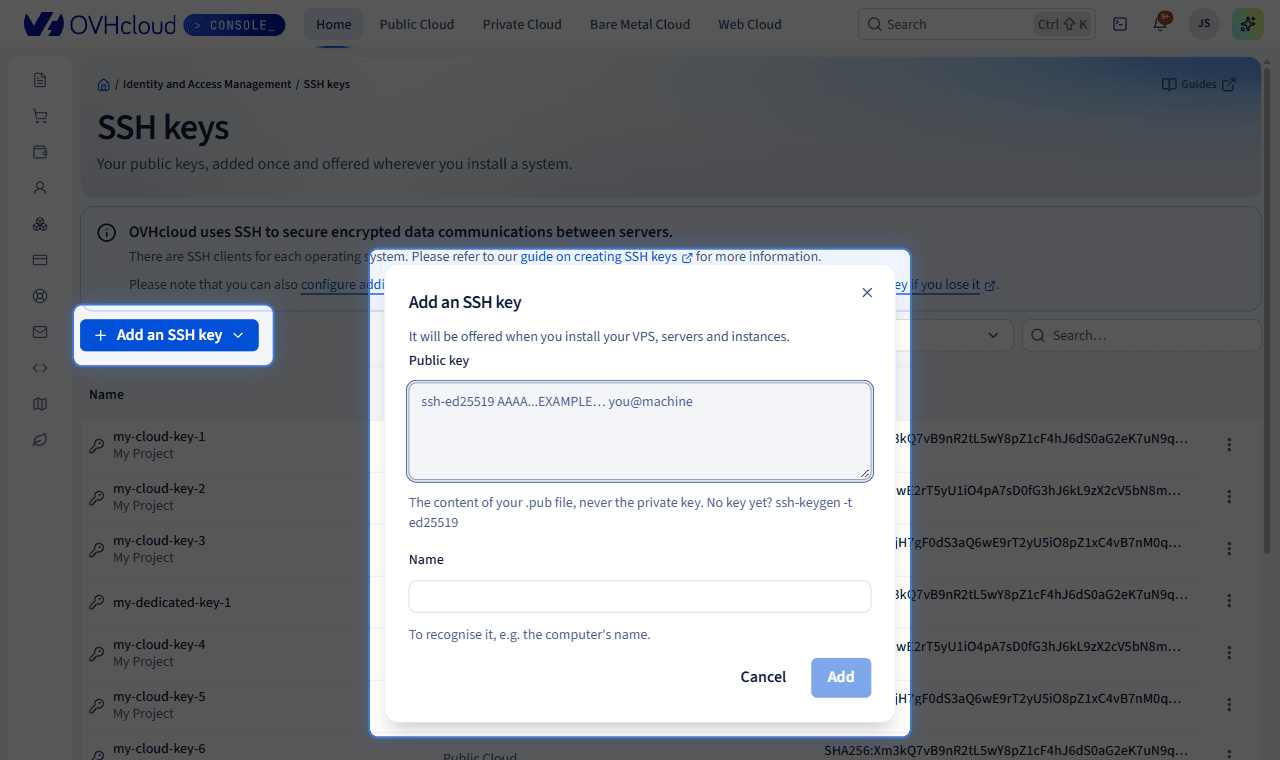 OVHcloud > CONSOLE_ Home Public Cloud Private Cloud Bare Metal Cloud Web Cloud Search Ctrl K 9+ JS
/ Identity and Access Management / SSH keys Guides
SSH keys
Your public keys, added once and offered wherever you install a system.
OVHcloud uses SSH to secure encrypted data communications between servers.
There are SSH clients for each operating system. Please refer to our guide on creating SSH keys for more information.
Please note that you can also configure addi
if you lose it .
Add an SSH key
Search…
Name
my-cloud-key-1
My Project
my-cloud-key-2
My Project
my-cloud-key-3
My Project
my-dedicated-key-1
my-cloud-key-4
My Project
my-cloud-key-5
My Project
my-cloud-key-6
Public Cloud
Add an SSH key
It will be offered when you install your VPS, servers and instances.
Public key
ssh-ed25519 AAAA...EXAMPLE... you@machine
The content of your .pub file, never the private key. No key yet? ssh-keygen -t
ed25519
Name
To recognise it, e.g. the computer's name.
Cancel Add